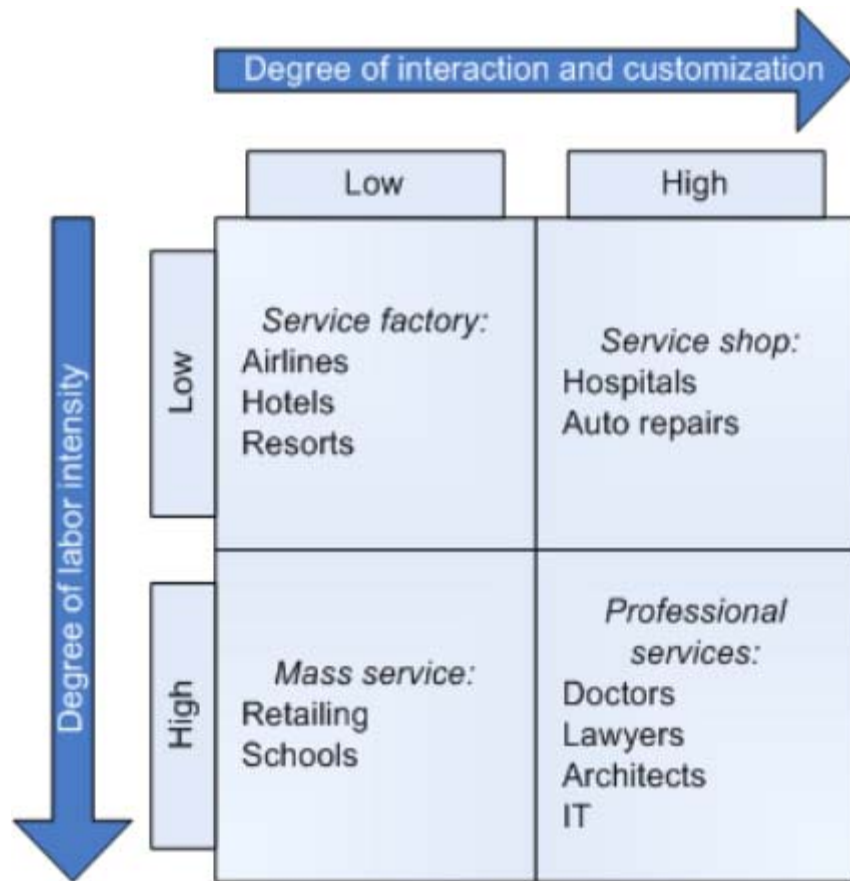 Degree of interaction and customization
Low
High
Degree of labor intensity
Low
Service factory:
Airlines
Hotels
Resorts
Service shop:
Hospitals
Auto repairs
High
Mass service:
Retailing
Schools
Professional
services:
Doctors
Lawyers
Architects
IT